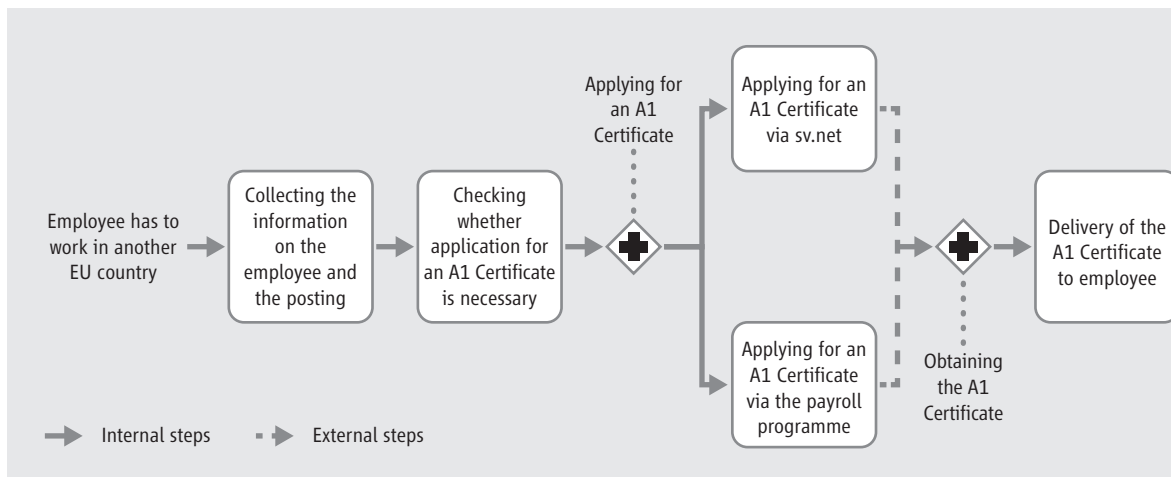 Employee has to
work in another
EU country
Collecting the
information
on the
employee and
the posting
Checking
whether
application for
an A1 Certificate
is necessary
Applying for
an A1
Certificate
Applying for an
A1 Certificate
via sv.net
Applying for an
A1 Certificate
via the payroll
programme
Obtaining
the A1
Certificate
Delivery of the
A1 Certificate
to employee
Internal steps
External steps